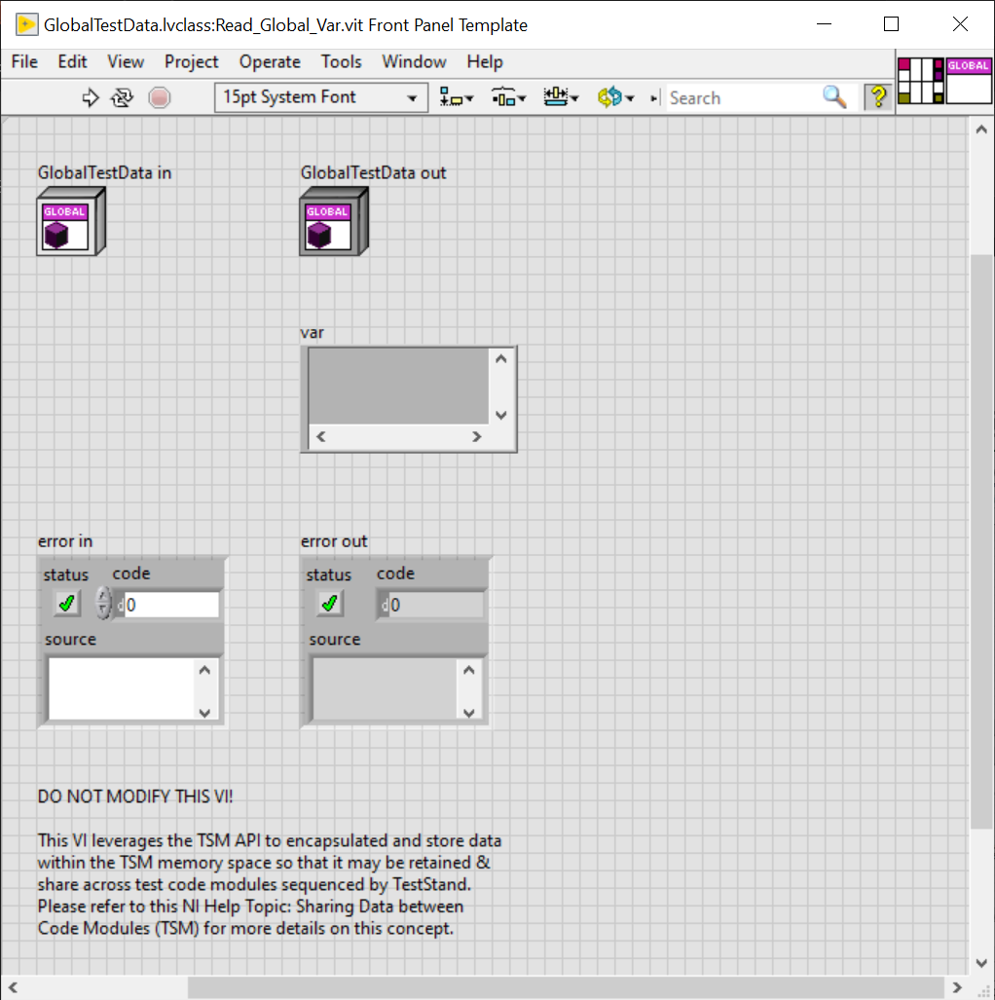 GlobalTestData.lvclass:Read_Global_Var.vit Front Panel Template
File Edit View Project Operate Tools Window Help
15pt System Font Search ? GLOBAL
GlobalTestData in GlobalTestData out
GLOBAL GLOBAL
var
error in error out
status code status code
d0 d0
source source
DO NOT MODIFY THIS VI!
This VI leverages the TSM API to encapsulated and store data
within the TSM memory space so that it may be retained &
share across test code modules sequenced by TestStand.
Please refer to this NI Help Topic: Sharing Data between
Code Modules (TSM) for more details on this concept.